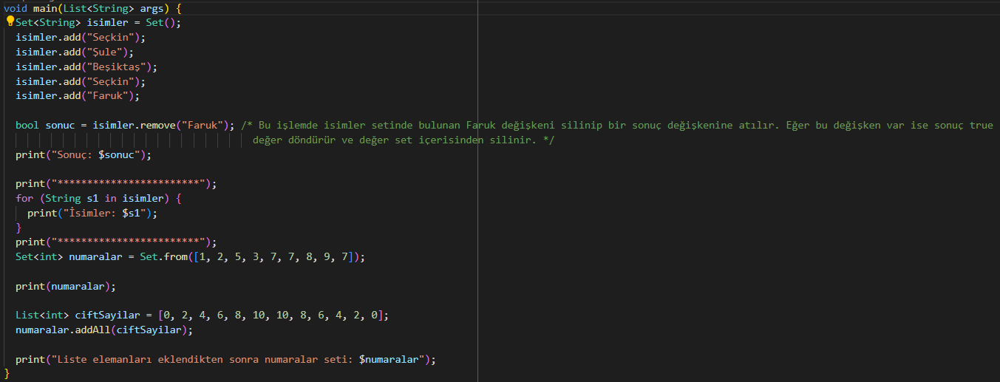 void main(List<String> args) {
Set<String> isimler = Set();
isimler.add("Seçkin");
isimler.add("Şule");
isimler.add("Beşiktaş");
isimler.add("Seçkin");
isimler.add("Faruk");
bool sonuc = isimler.remove("Faruk"); /* Bu işlemde isimler setinde bulunan Faruk değişkeni silinip bir sonuç değişkenine atılır. Eğer bu değişken var ise sonuç true
değer döndürür ve değer set içerisinden silinir. */
print("Sonuç: $sonuc");
print("************************");
for (String s1 in isimler) {
print("İsimler: $s1");
}
print("************************");
Set<int> numaralar = Set.from([1, 2, 5, 3, 7, 7, 8, 9, 7]);
print(numaralar);
List<int> ciftSayilar = [0, 2, 4, 6, 8, 10, 10, 8, 6, 4, 2, 0];
numaralar.addAll(ciftSayilar);
print("Liste elemanları eklendikten sonra numaralar seti: $numaralar");
}